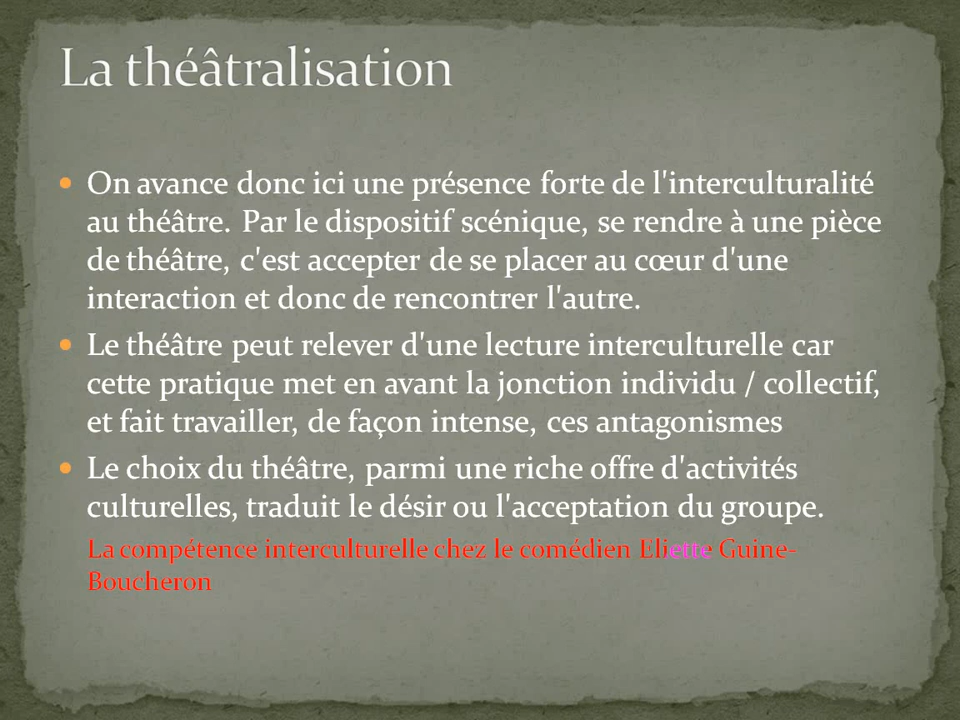 La théâtralisation
• On avance donc ici une présence forte de l'interculturalité
au théâtre. Par le dispositif scénique, se rendre à une pièce
de théâtre, c'est accepter de se placer au cœur d'une
interaction et donc de rencontrer l'autre.
• Le théâtre peut relever d'une lecture interculturelle car
cette pratique met en avant la jonction individu / collectif,
et fait travailler, de façon intense, ces antagonismes
• Le choix du théâtre, parmi une riche offre d'activités
culturelles, traduit le désir ou l'acceptation du groupe.
La compétence interculturelle chez le comédien Eliette Guine-
Boucheron